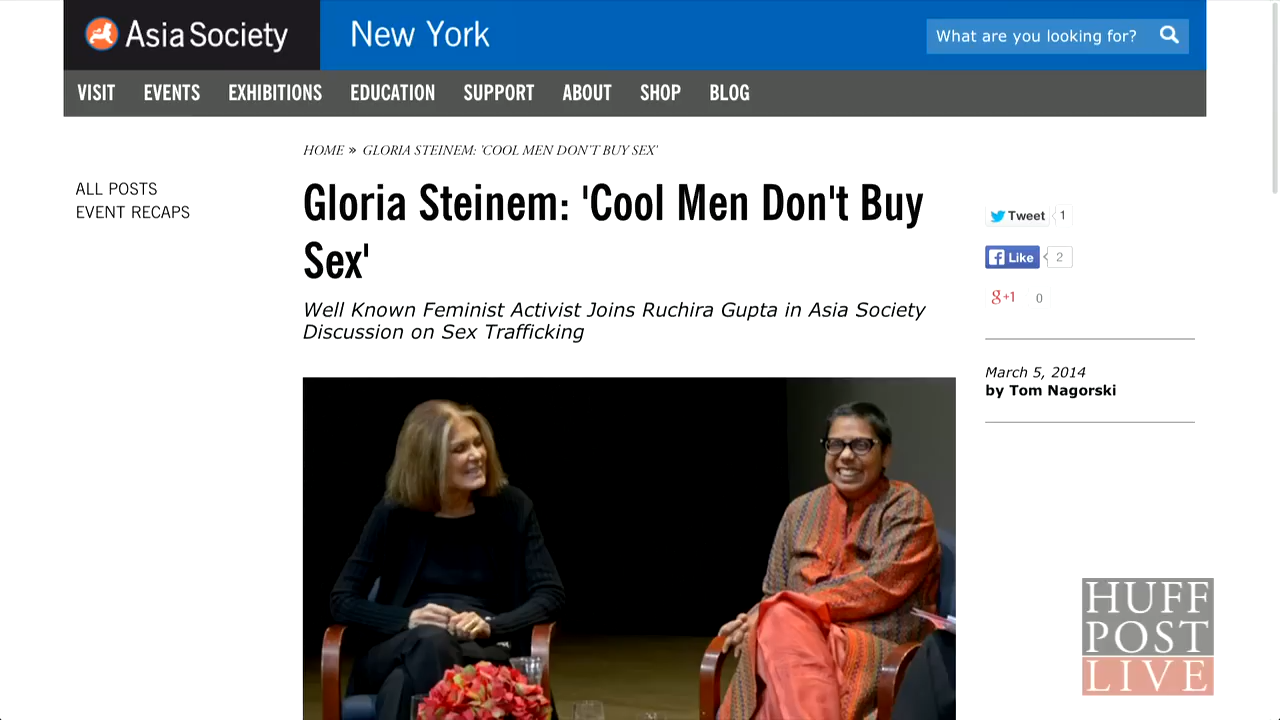 Asia Society
New York
What are you looking for?
VISIT EVENTS EXHIBITIONS EDUCATION SUPPORT ABOUT SHOP BLOG
HOME » GLORIA STEINEM: 'COOL MEN DON'T BUY SEX'
ALL POSTS
EVENT RECAPS
Gloria Steinem: 'Cool Men Don't Buy
Sex'
Well Known Feminist Activist Joins Ruchira Gupta in Asia Society
Discussion on Sex Trafficking
Tweet 1
Like 2
g+1 0
March 5, 2014
by Tom Nagorski
HUFF
POST
LIVE